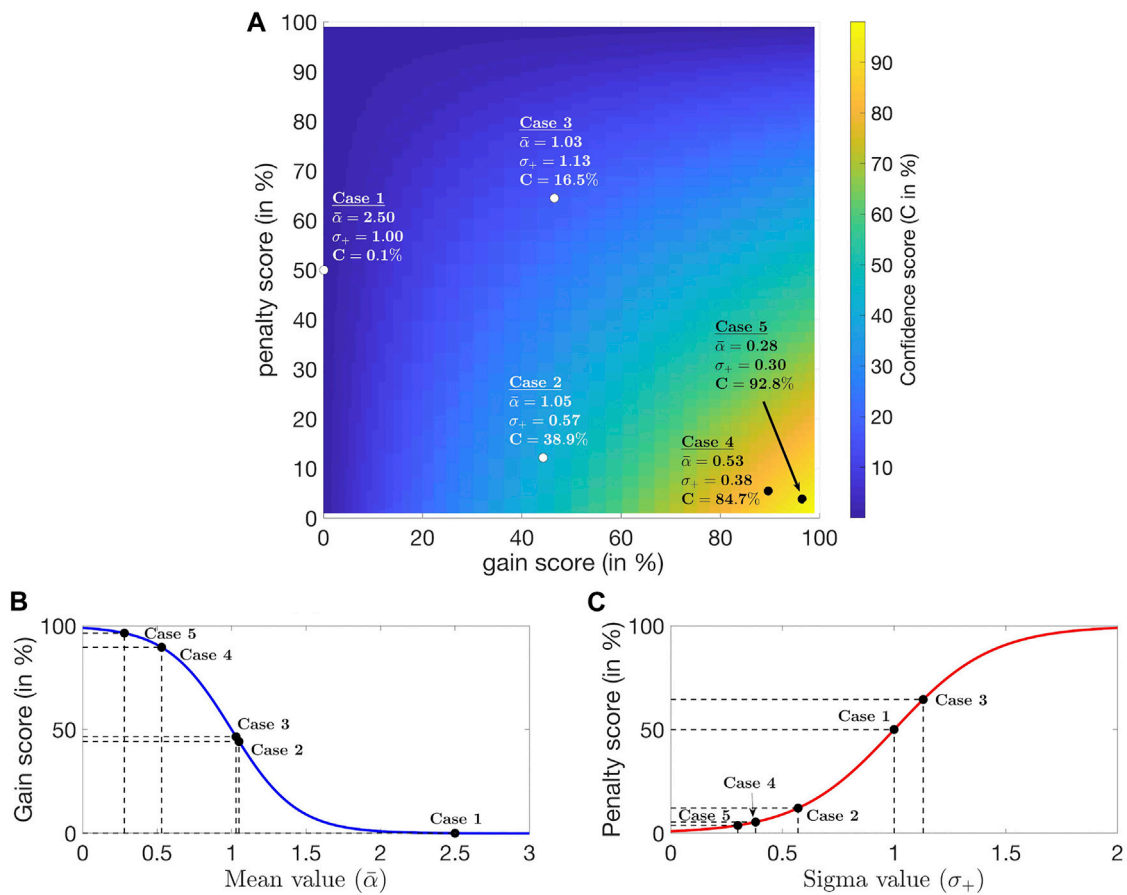 A
100
90
80
70
60
50
40
30
20
10
0
penalty score (in %)
0
20
40
60
80
100
gain score (in %)
Case 1
ᾱ = 2.50
σ₊ = 1.00
C = 0.1%
Case 3
ᾱ = 1.03
σ₊ = 1.13
C = 16.5%
Case 2
ᾱ = 1.05
σ₊ = 0.57
C = 38.9%
Case 5
ᾱ = 0.28
σ₊ = 0.30
C = 92.8%
Case 4
ᾱ = 0.53
σ₊ = 0.38
C = 84.7%
90
80
70
60
50
40
30
20
10
Confidence score (C in %)
B
100
50
0
Gain score (in %)
Case 5
Case 4
Case 3
Case 2
Case 1
0
0.5
1
1.5
2
2.5
3
Mean value (ᾱ)
C
100
50
0
Penalty score (in %)
Case 3
Case 1
Case 4
Case 5
Case 2
0
0.5
1
1.5
2
Sigma value (σ₊)